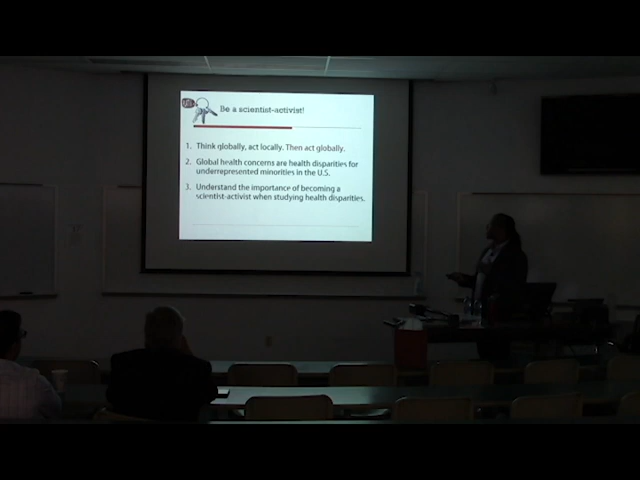 Be a scientist-activist!
1. Think globally, act locally. Then act globally.
2. Global health concerns are health disparities for
underrepresented minorities in the U.S.
3. Understand the importance of becoming a
scientist-activist when studying health disparities.